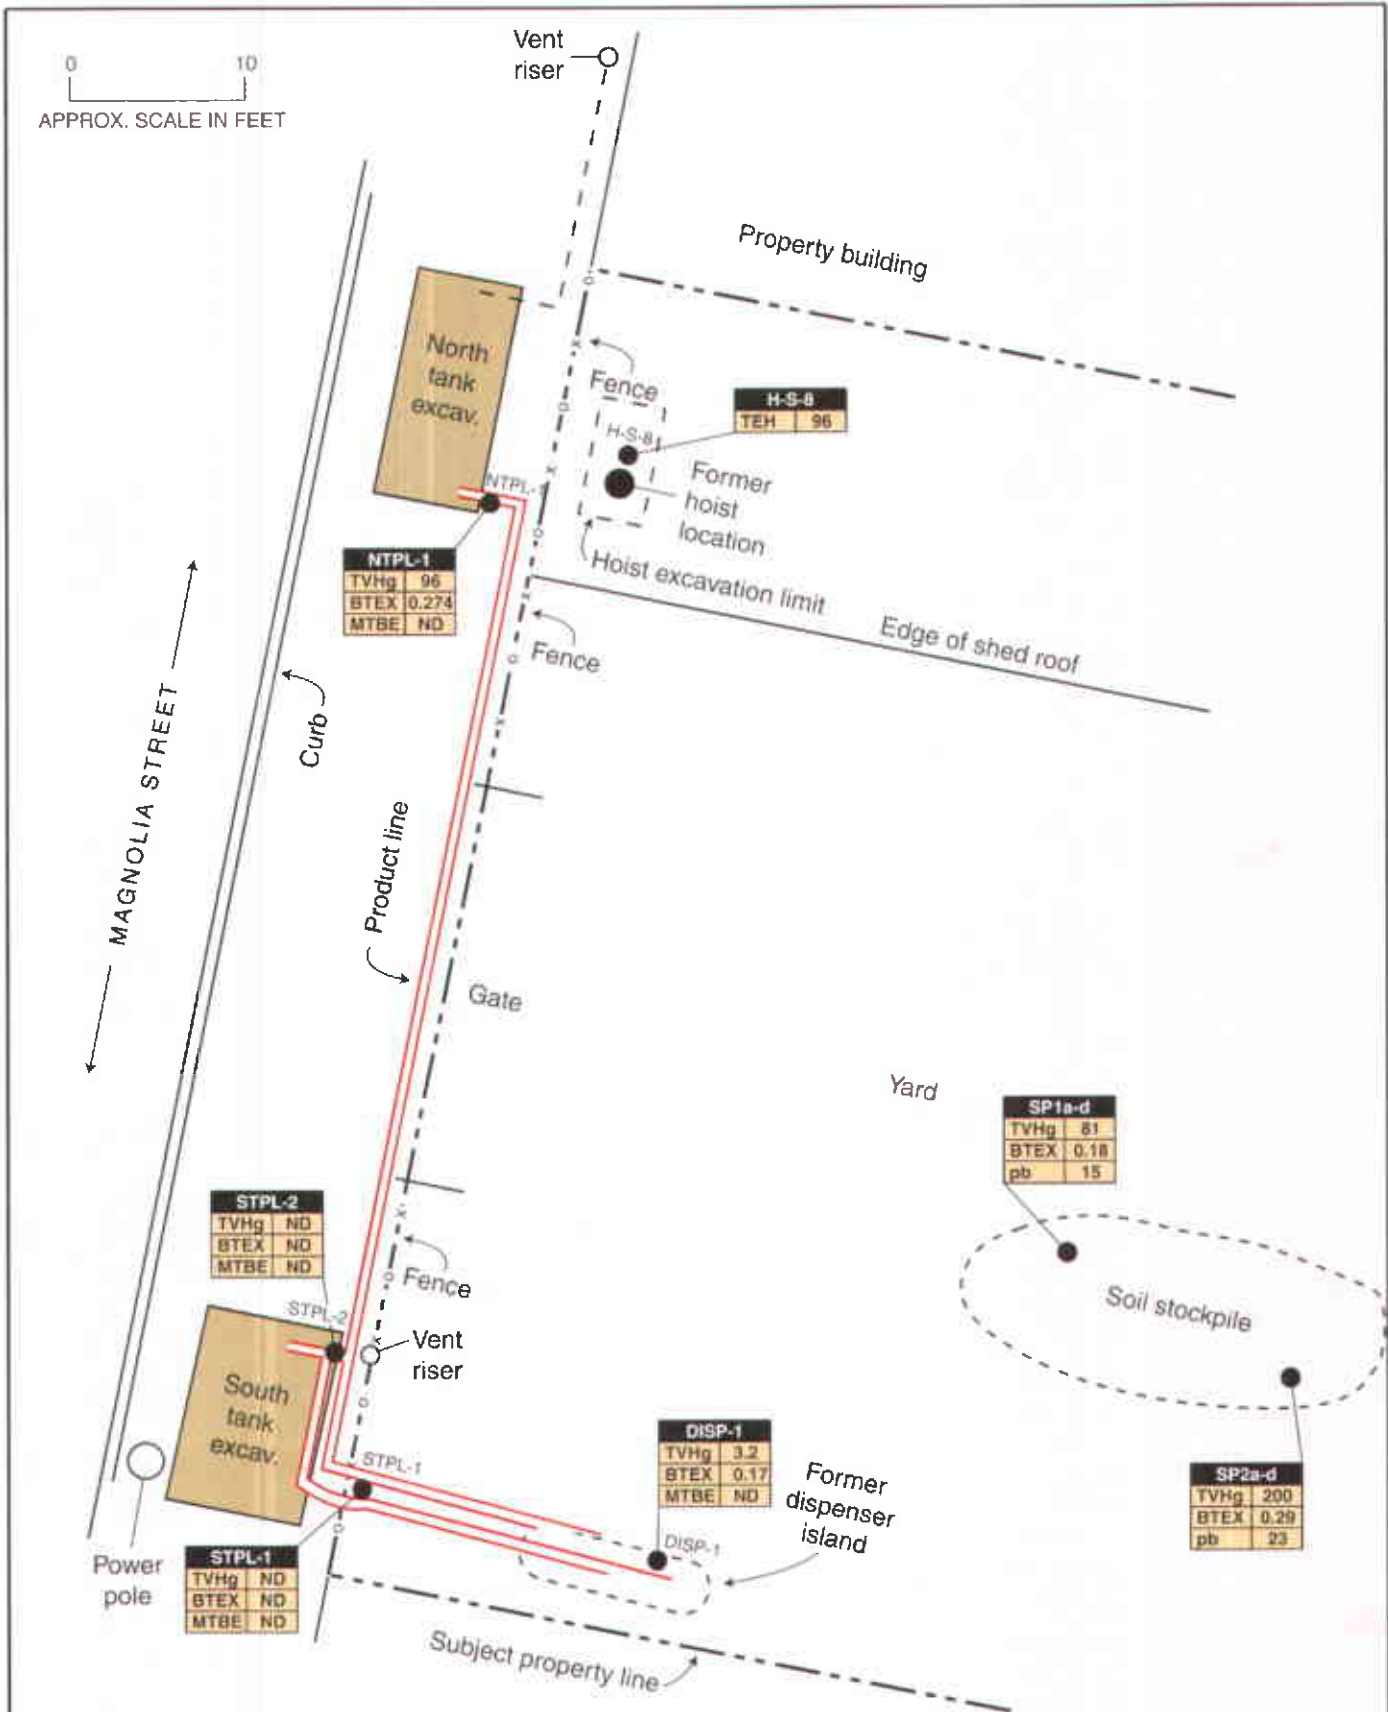 Vent
riser
0 10
APPROX. SCALE IN FEET
Property building
North
tank
excav.
Fence
H-S-8
TEH 96
H-S-8
Former
hoist
location
NTPL-1
NTPL-1
TVHg 96
BTEX 0.274
MTBE ND
Hoist excavation limit
Edge of shed roof
Fence
MAGNOLIA STREET
Curb
Product line
Gate
Yard
SP1a-d
TVHg 81
BTEX 0.18
pb 15
STPL-2
TVHg ND
BTEX ND
MTBE ND
Fence
STPL-2
Vent
riser
Soil stockpile
South
tank
excav.
STPL-1
DISP-1
TVHg 3.2
BTEX 0.17
MTBE ND
Former
dispenser
island
SP2a-d
TVHg 200
BTEX 0.29
pb 23
DISP-1
Power
pole
STPL-1
TVHg ND
BTEX ND
MTBE ND
Subject property line